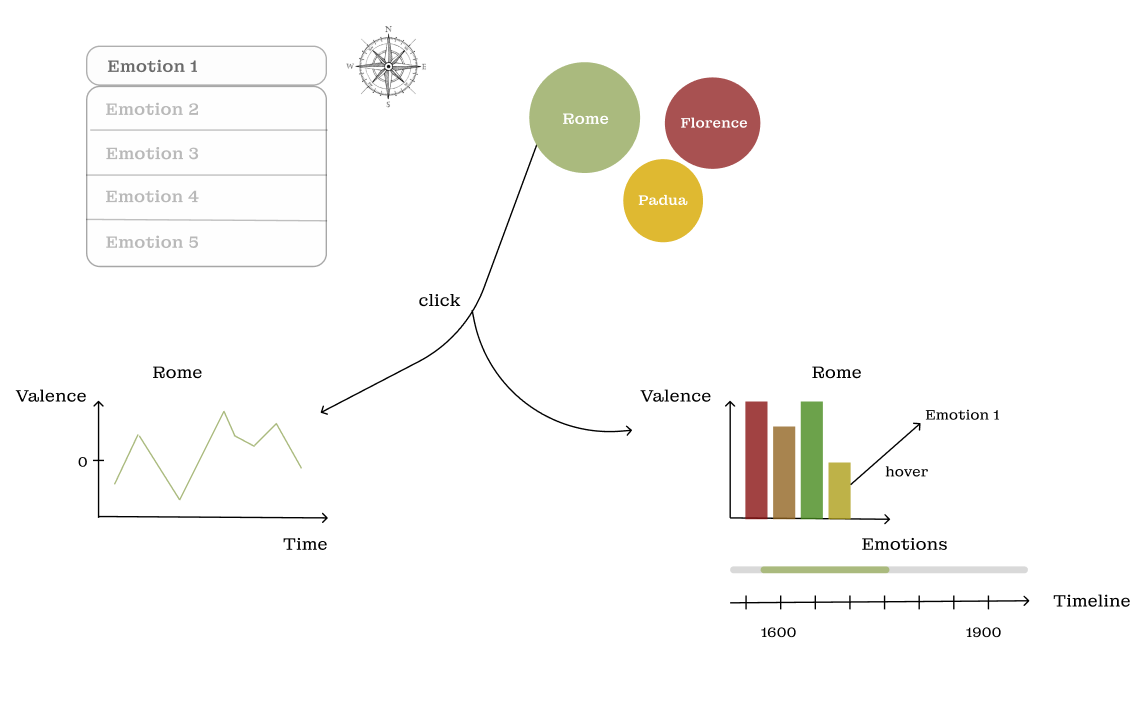 Emotion 1
Emotion 2
Emotion 3
Emotion 4
Emotion 5
N
W
E
S
Rome
Florence
Padua
click
Rome
Valence
0
Time
Rome
Valence
Emotion 1
hover
Emotions
Timeline
1600
1900